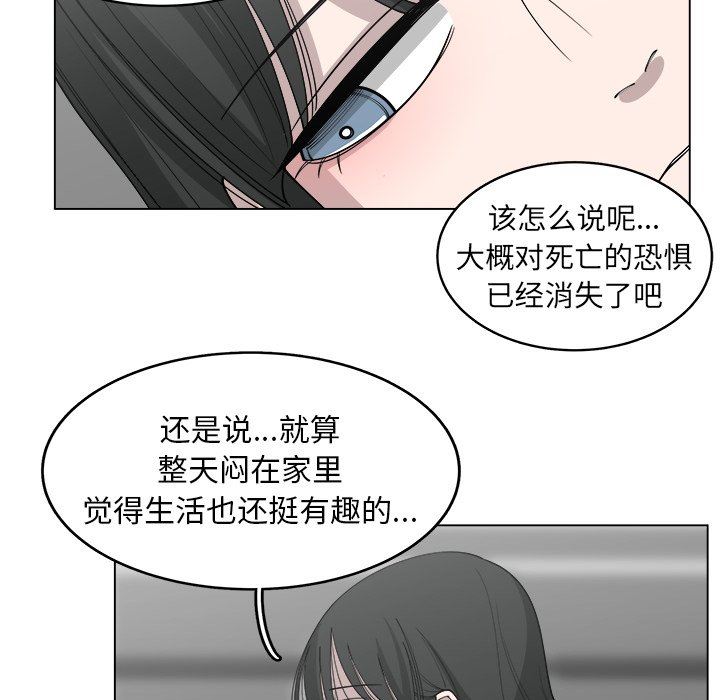 该怎么说呢...
大概对死亡的恐惧
已经消失了吧
还是说...就算
整天闷在家里
觉得生活也还挺有趣的...